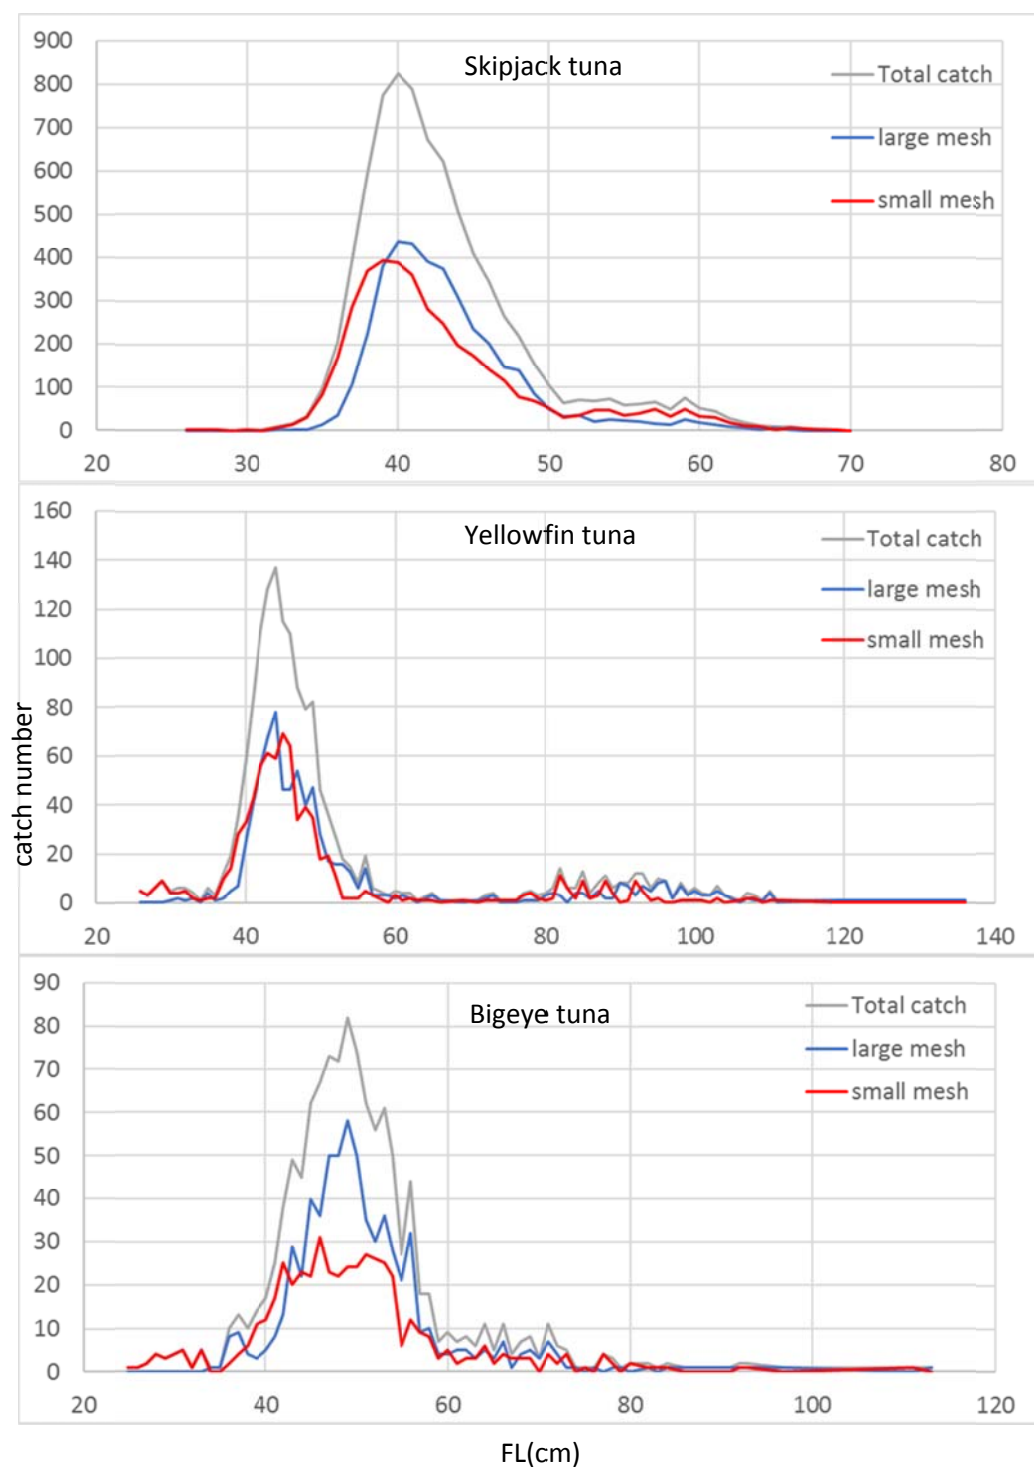 Skipjack tuna
Total catch
large mesh
small mesh
900
800
700
600
500
400
300
200
100
0
20 30 40 50 60 70 80
Yellowfin tuna
Total catch
large mesh
small mesh
160
140
120
100
80
60
40
20
0
20 40 60 80 100 120 140
catch number
Bigeye tuna
Total catch
large mesh
small mesh
90
80
70
60
50
40
30
20
10
0
20 40 60 80 100 120
FL(cm)